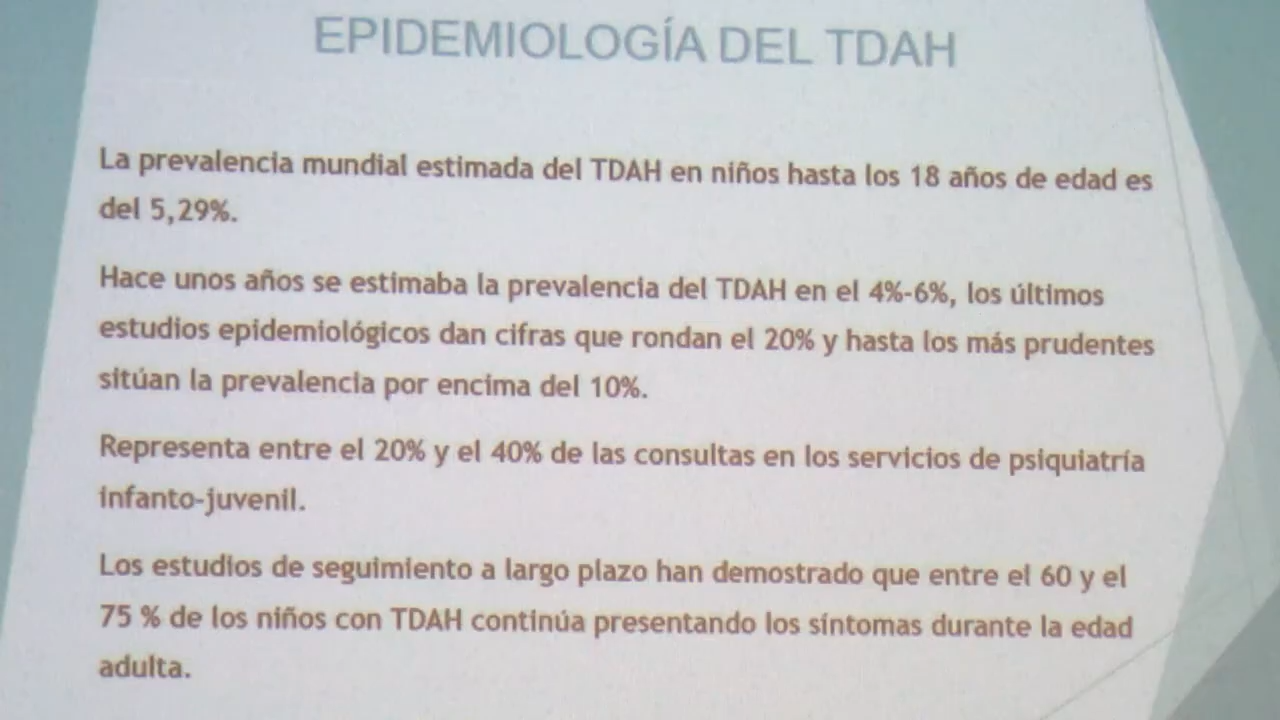 EPIDEMIOLOGÍA DEL TDAH
La prevalencia mundial estimada del TDAH en niños hasta los 18 años de edad es
del 5,29%.
Hace unos años se estimaba la prevalencia del TDAH en el 4%-6%, los últimos
estudios epidemiológicos dan cifras que rondan el 20% y hasta los más prudentes
sitúan la prevalencia por encima del 10%.
Representa entre el 20% y el 40% de las consultas en los servicios de psiquiatría
infanto-juvenil.
Los estudios de seguimiento a largo plazo han demostrado que entre el 60 y el
75 % de los niños con TDAH continúa presentando los síntomas durante la edad
adulta.